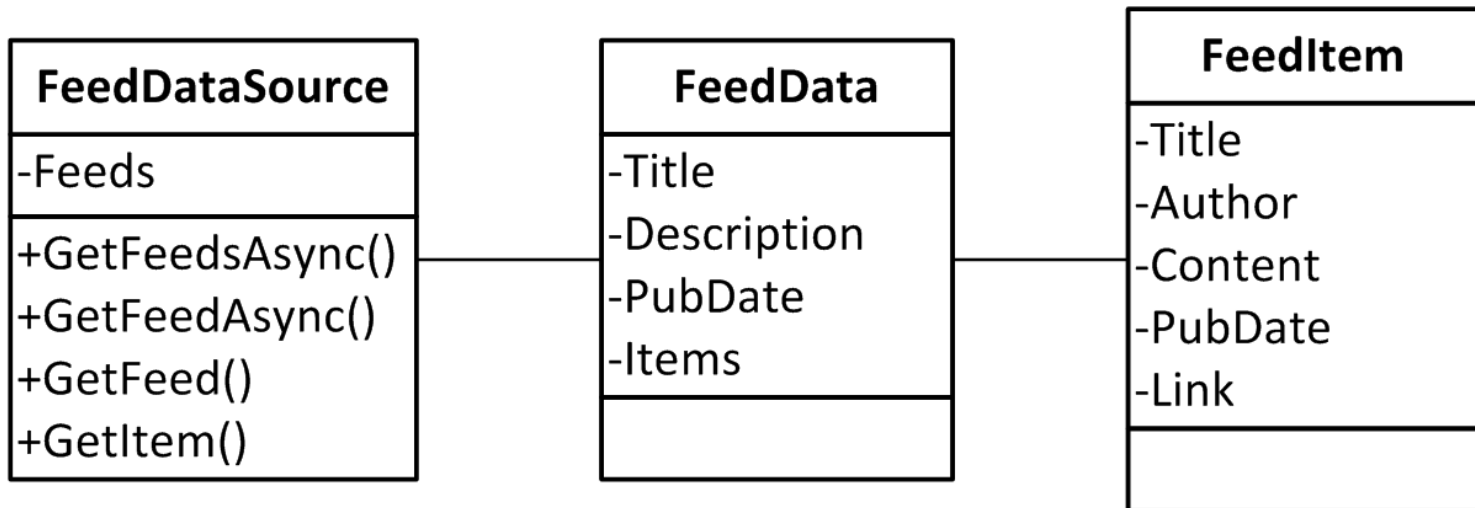 FeedDataSource
-Feeds
+GetFeedsAsync()
+GetFeedAsync()
+GetFeed()
+GetItem()
FeedData
-Title
-Description
-PubDate
-Items
FeedItem
-Title
-Author
-Content
-PubDate
-Link